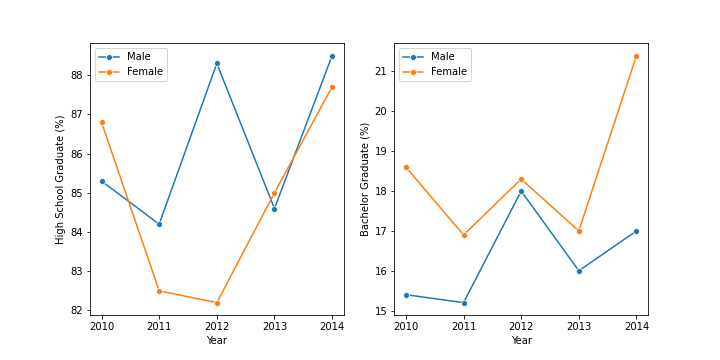 Male
Female
88
87
86
85
84
83
82
High School Graduate (%)
2010 2011 2012 2013 2014
Year
Male
Female
21
20
19
18
17
16
15
Bachelor Graduate (%)
2010 2011 2012 2013 2014
Year